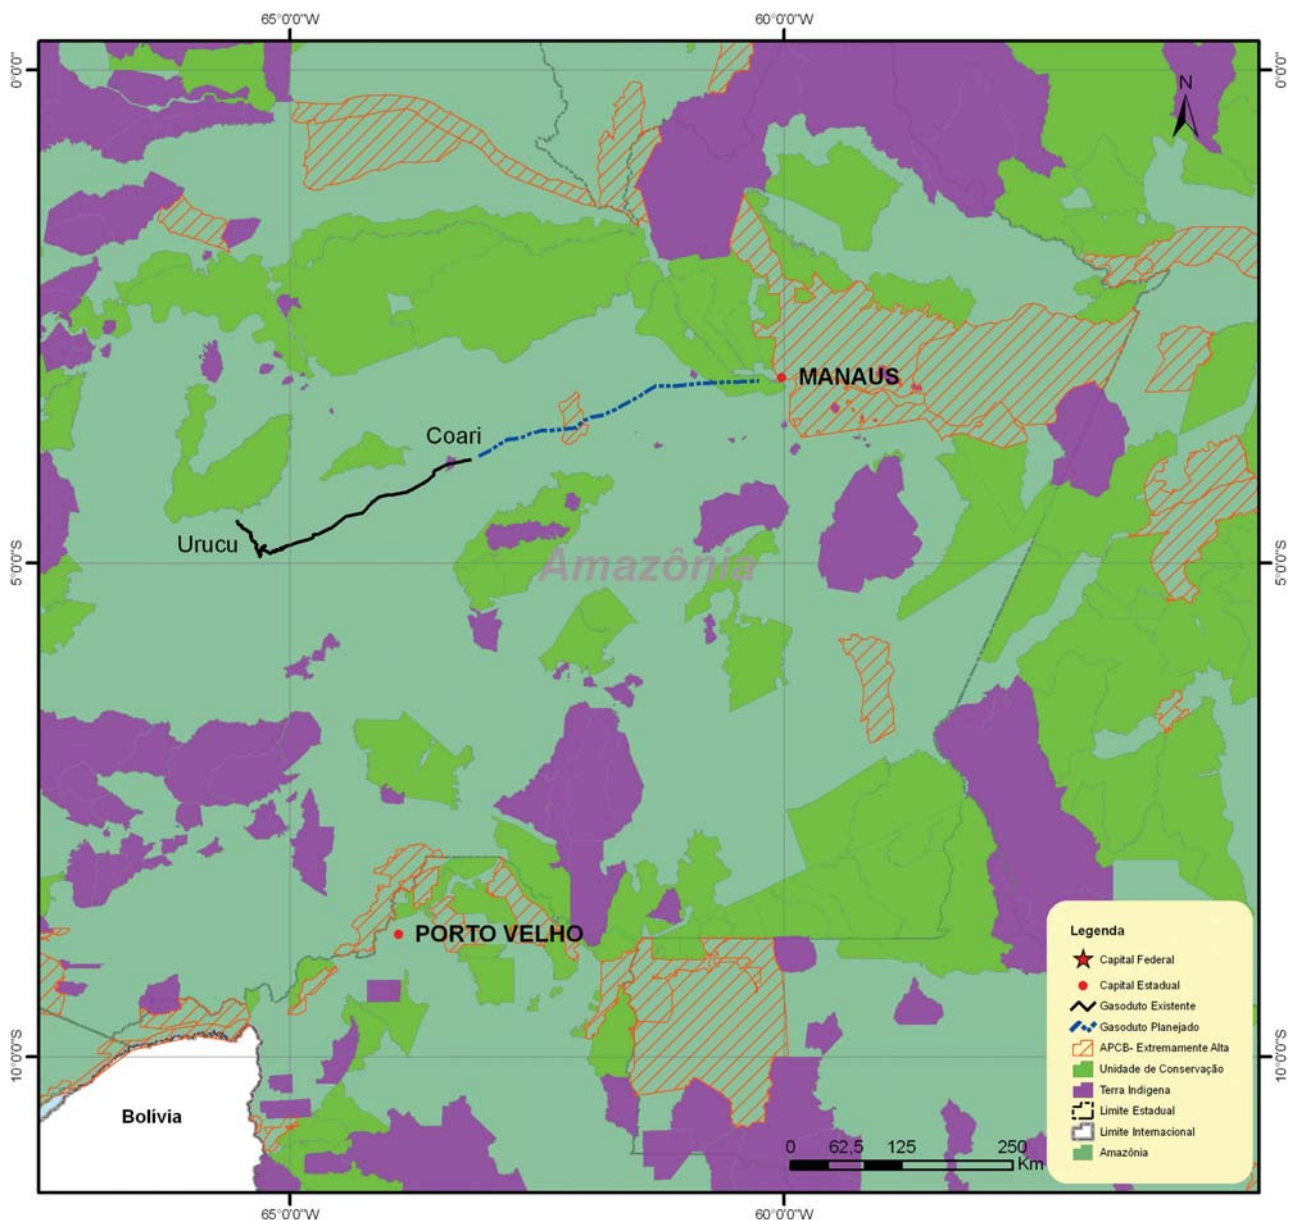 65°0'0"W 60°0'0"W
0°0'0" 0°0'0"
N
MANAUS
Coari
Urucu
Amazônia
5°0'0"S 5°0'0"S
PORTO VELHO
10°0'0"S 10°0'0"S
Bolívia
Legenda
Capital Federal
Capital Estadual
Gasoduto Existente
Gasoduto Planejado
APCB- Extremamente Alta
Unidade de Conservação
Terra Indigena
Limite Estadual
Limite Internacional
Amazônia
0 62,5 125 250
Km
65°0'0"W 60°0'0"W